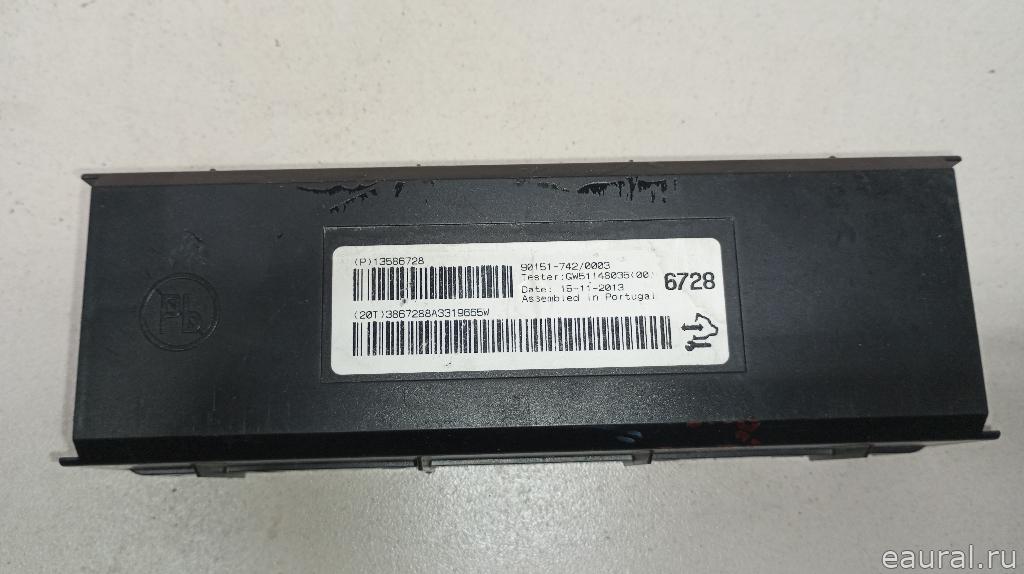 (P)13586728
90151-742/0003
Tester:GW51148035(00)
Date: 15-11-2013
Assembled in Portugal
6728
(20T)3867288A3319665W
Pb
eaural.ru